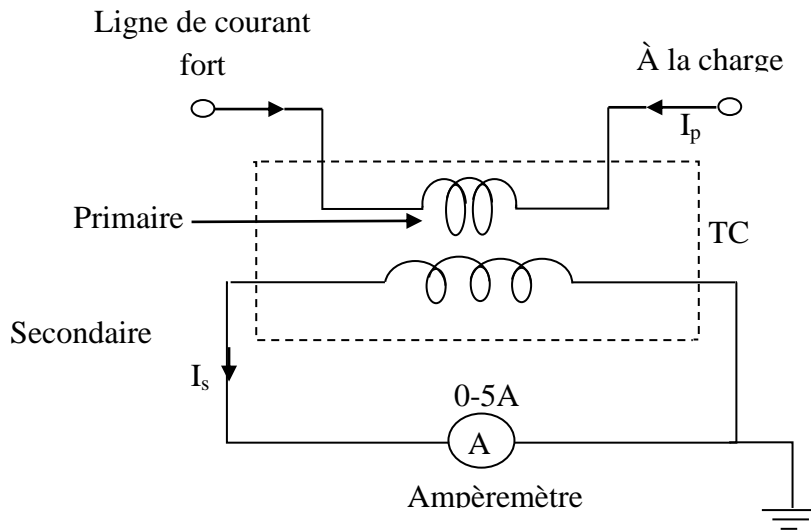 Ligne de courant
fort
À la charge
Ip
Primaire
TC
Secondaire
Is
0-5A
A
Ampèremètre